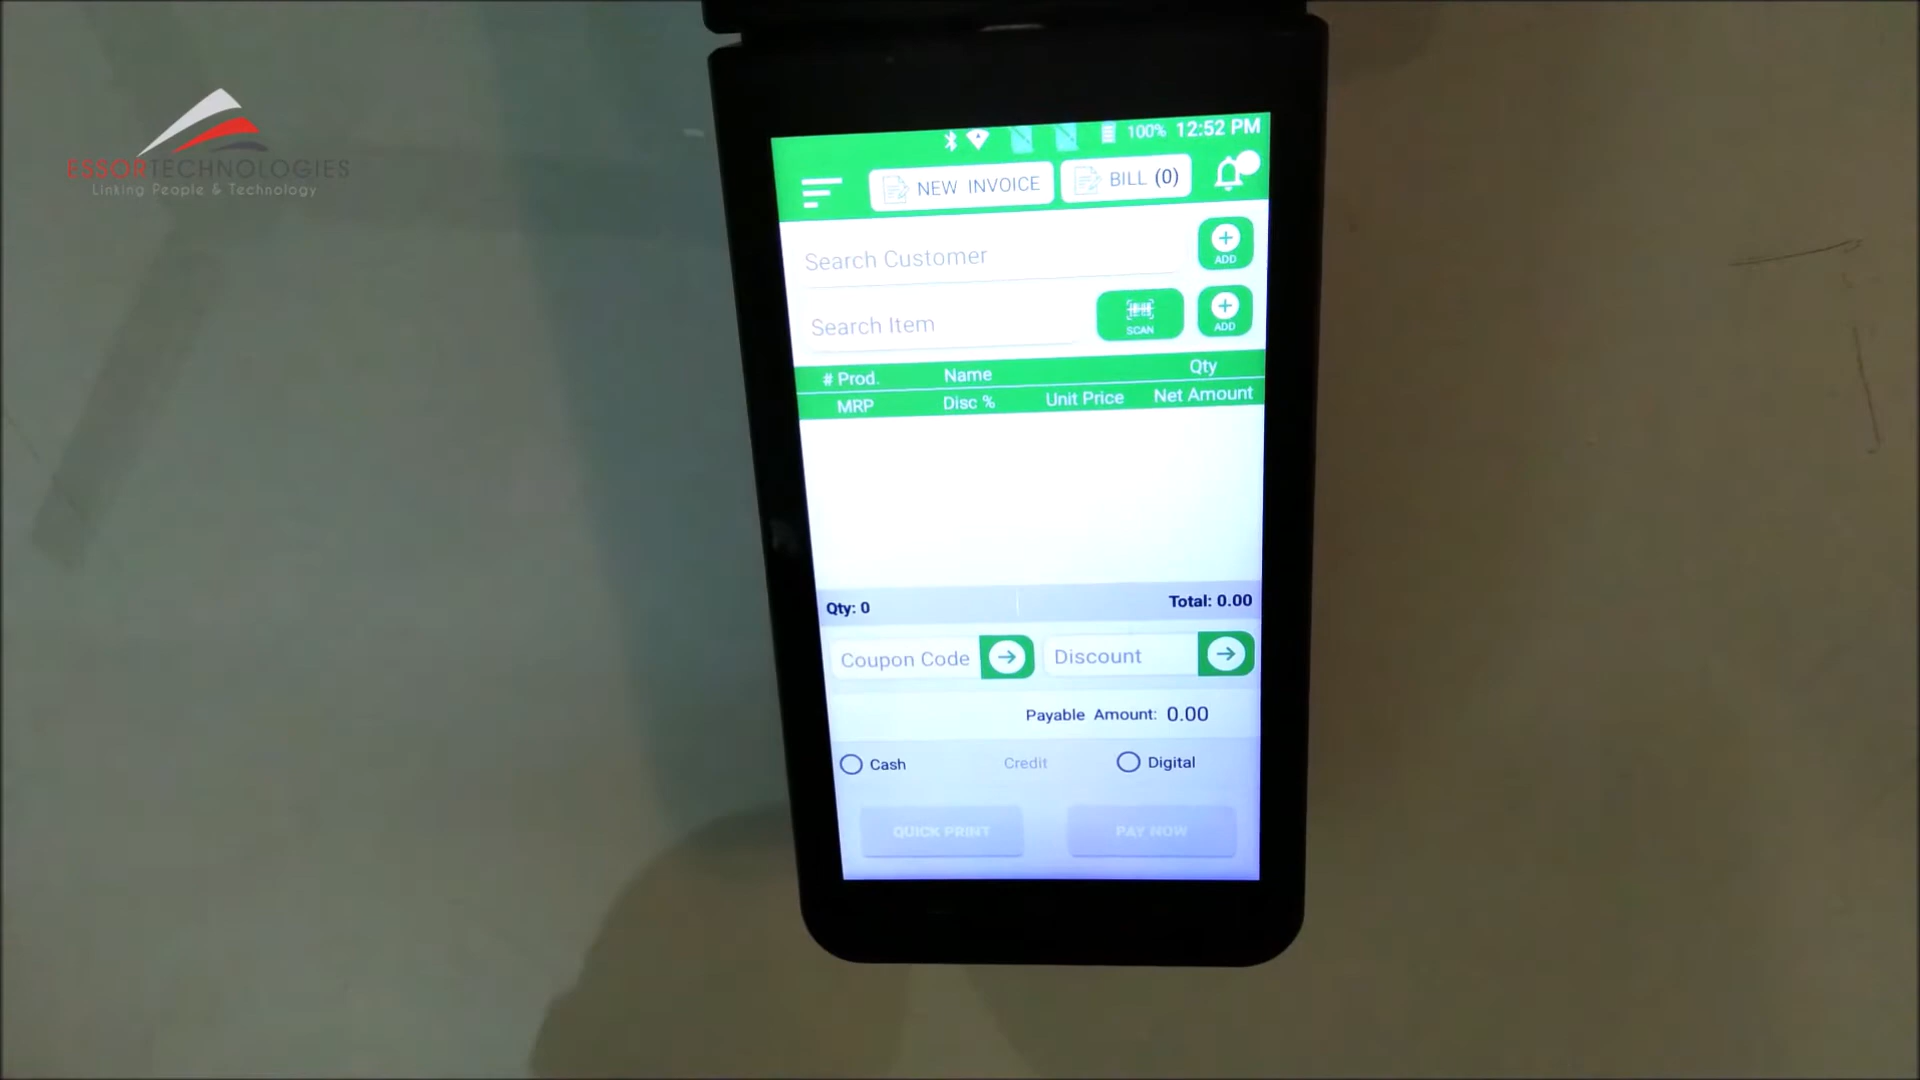 ESSORTECHNOLOGIES
Linking People & Technology
100% 12:52 PM
NEW INVOICE
BILL (0)
Search Customer
ADD
Search Item
SCAN
ADD
# Prod. Name Qty
MRP Disc % Unit Price Net Amount
Qty: 0 Total: 0.00
Coupon Code
Discount
Payable Amount: 0.00
Cash Credit Digital
QUICK PRINT PAY NOW